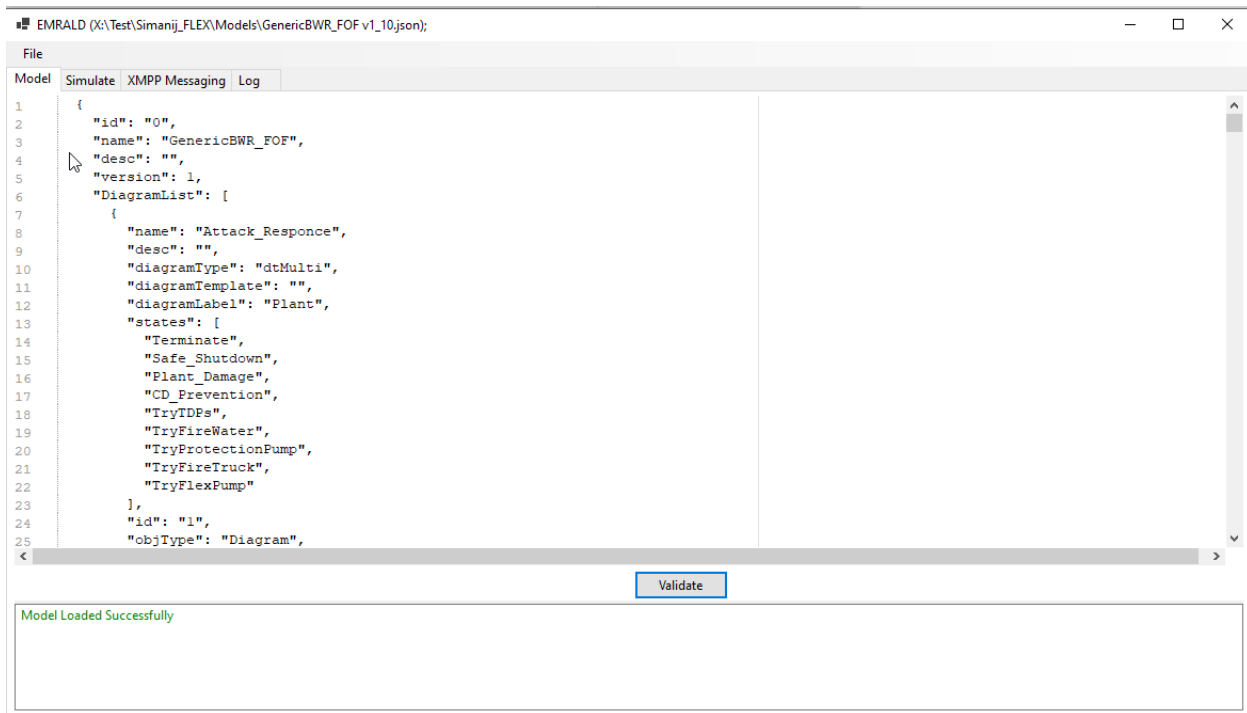 EMRALD (X:\Test\Simanij_FLEX\Models\GenericBWR_FOF v1_10.json);
File
Model Simulate XMPP Messaging Log
1 {
2 "id": "0",
3 "name": "GenericBWR_FOF",
4 "desc": "",
5 "version": 1,
6 "DiagramList": [
7 {
8 "name": "Attack_Responce",
9 "desc": "",
10 "diagramType": "dtMulti",
11 "diagramTemplate": "",
12 "diagramLabel": "Plant",
13 "states": [
14 "Terminate",
15 "Safe_Shutdown",
16 "Plant_Damage",
17 "CD_Prevention",
18 "TryTDPs",
19 "TryFireWater",
20 "TryProtectionPump",
21 "TryFireTruck",
22 "TryFlexPump"
23 ],
24 "id": "1",
25 "objType": "Diagram",
Validate
Model Loaded Successfully